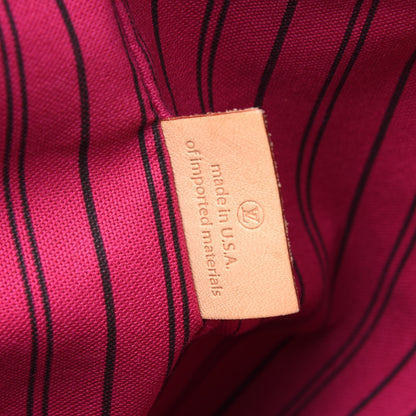 LV
made in U.S.A.
of imported materials